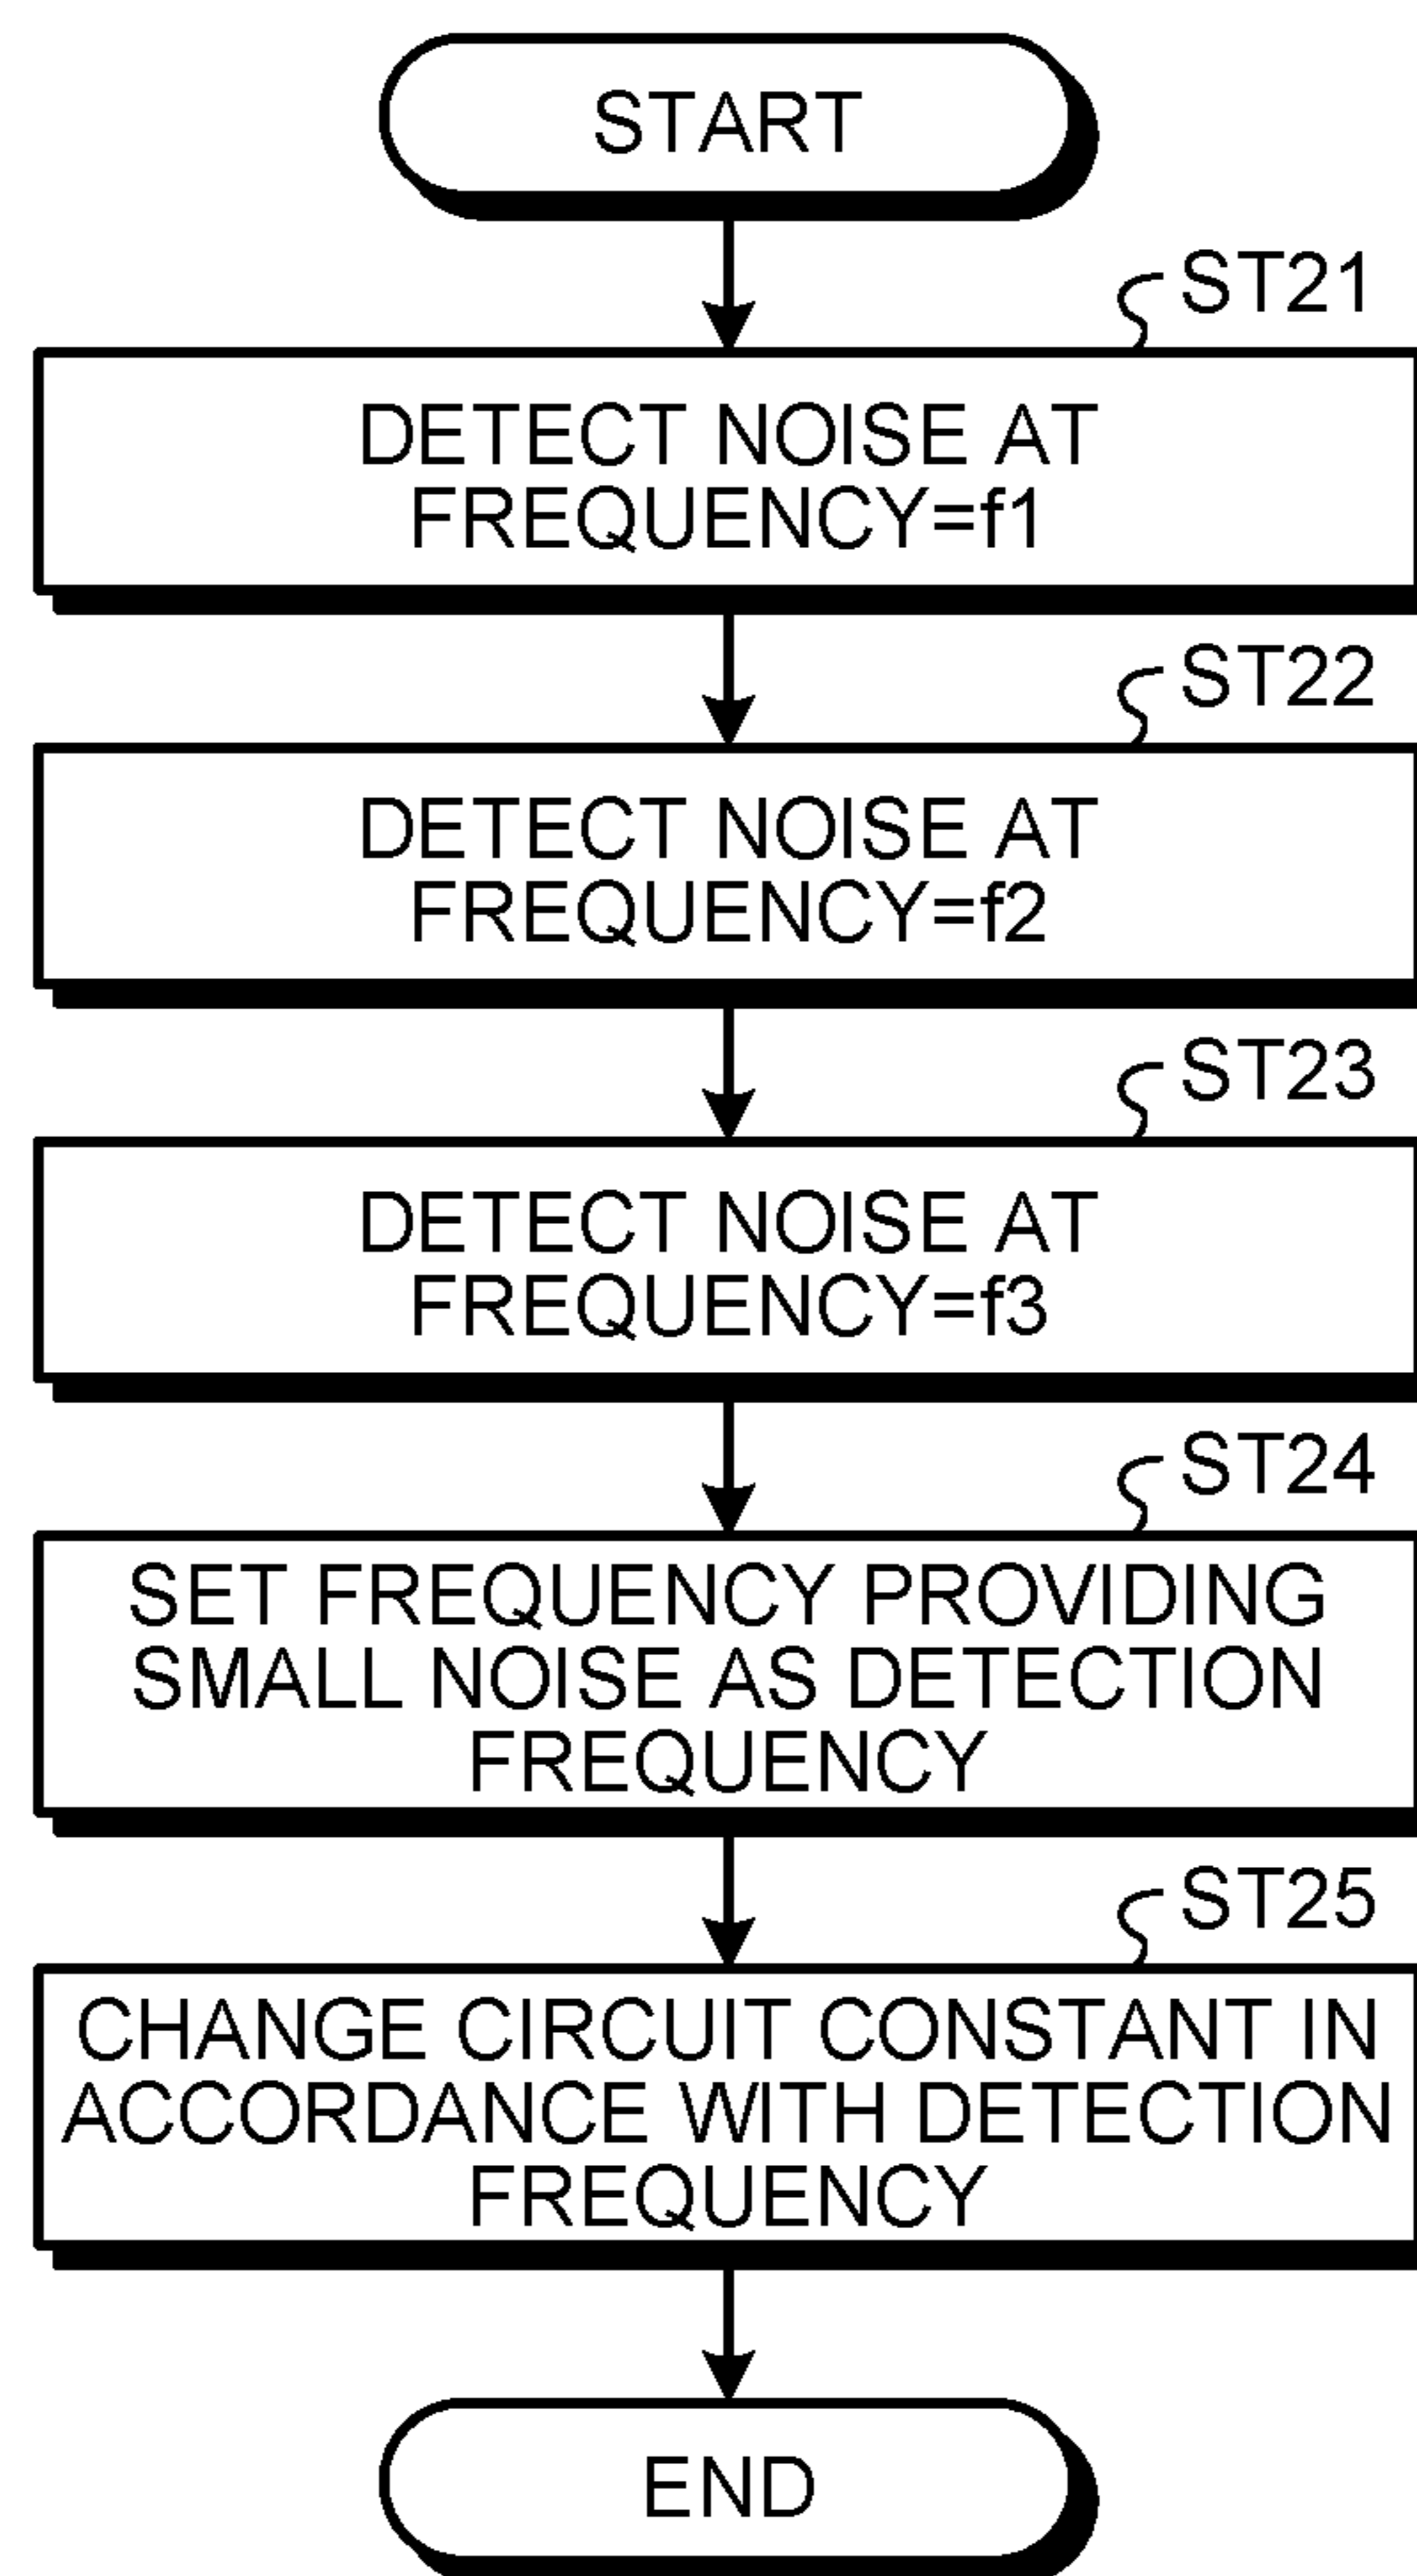 START
ST21
DETECT NOISE AT
FREQUENCY=f1
ST22
DETECT NOISE AT
FREQUENCY=f2
ST23
DETECT NOISE AT
FREQUENCY=f3
ST24
SET FREQUENCY PROVIDING
SMALL NOISE AS DETECTION
FREQUENCY
ST25
CHANGE CIRCUIT CONSTANT IN
ACCORDANCE WITH DETECTION
FREQUENCY
END